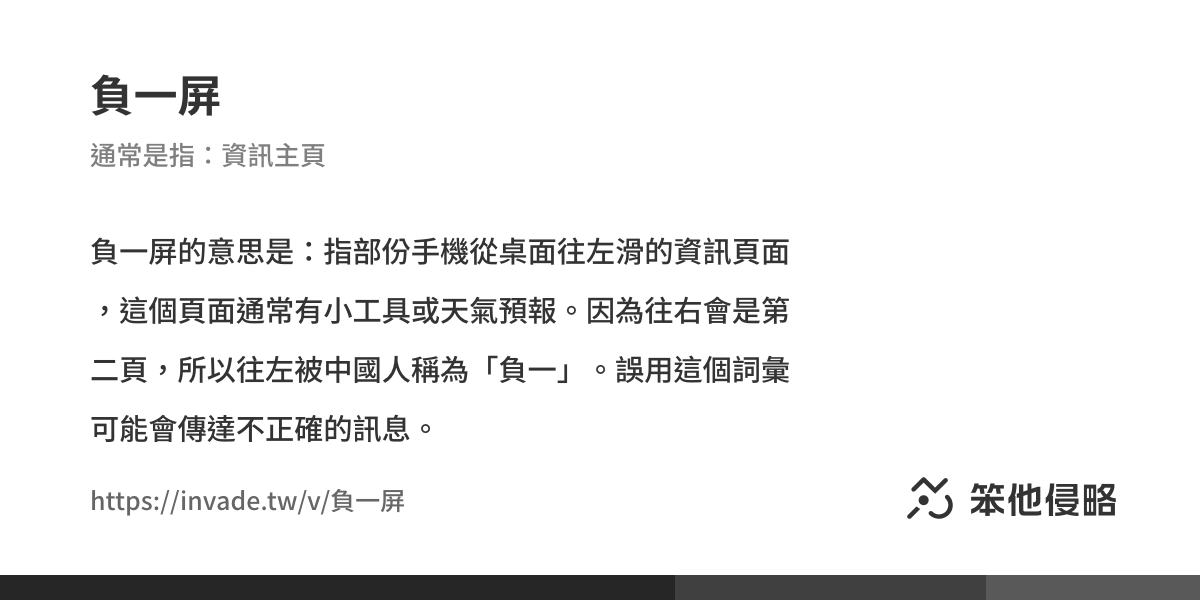 負一屏
通常是指：資訊主頁
負一屏的意思是：指部份手機從桌面往左滑的資訊頁面
，這個頁面通常有小工具或天氣預報。因為往右會是第
二頁，所以往左被中國人稱為「負一」。誤用這個詞彙
可能會傳達不正確的訊息。
https://invade.tw/v/負一屏
笨他侵略